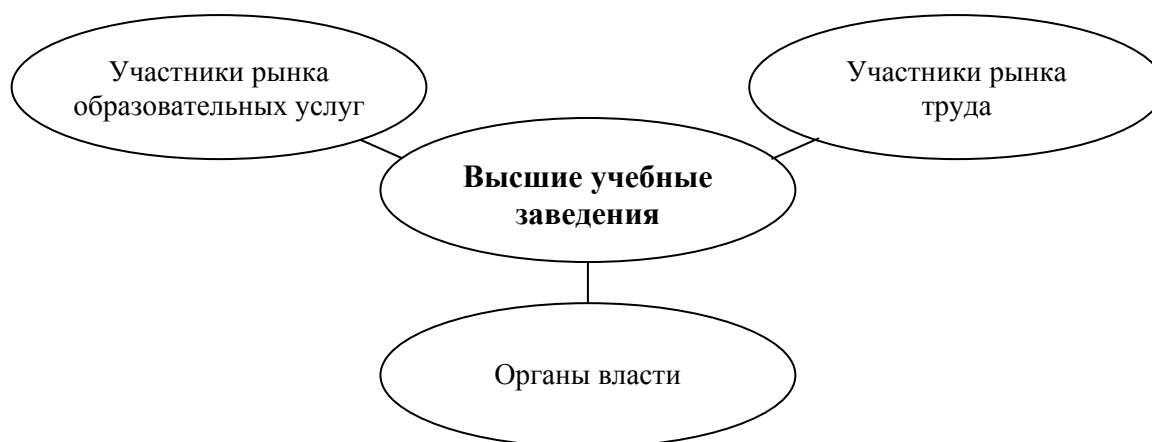 Участники рынка
образовательных услуг
Участники рынка
труда
Высшие учебные
заведения
Органы власти